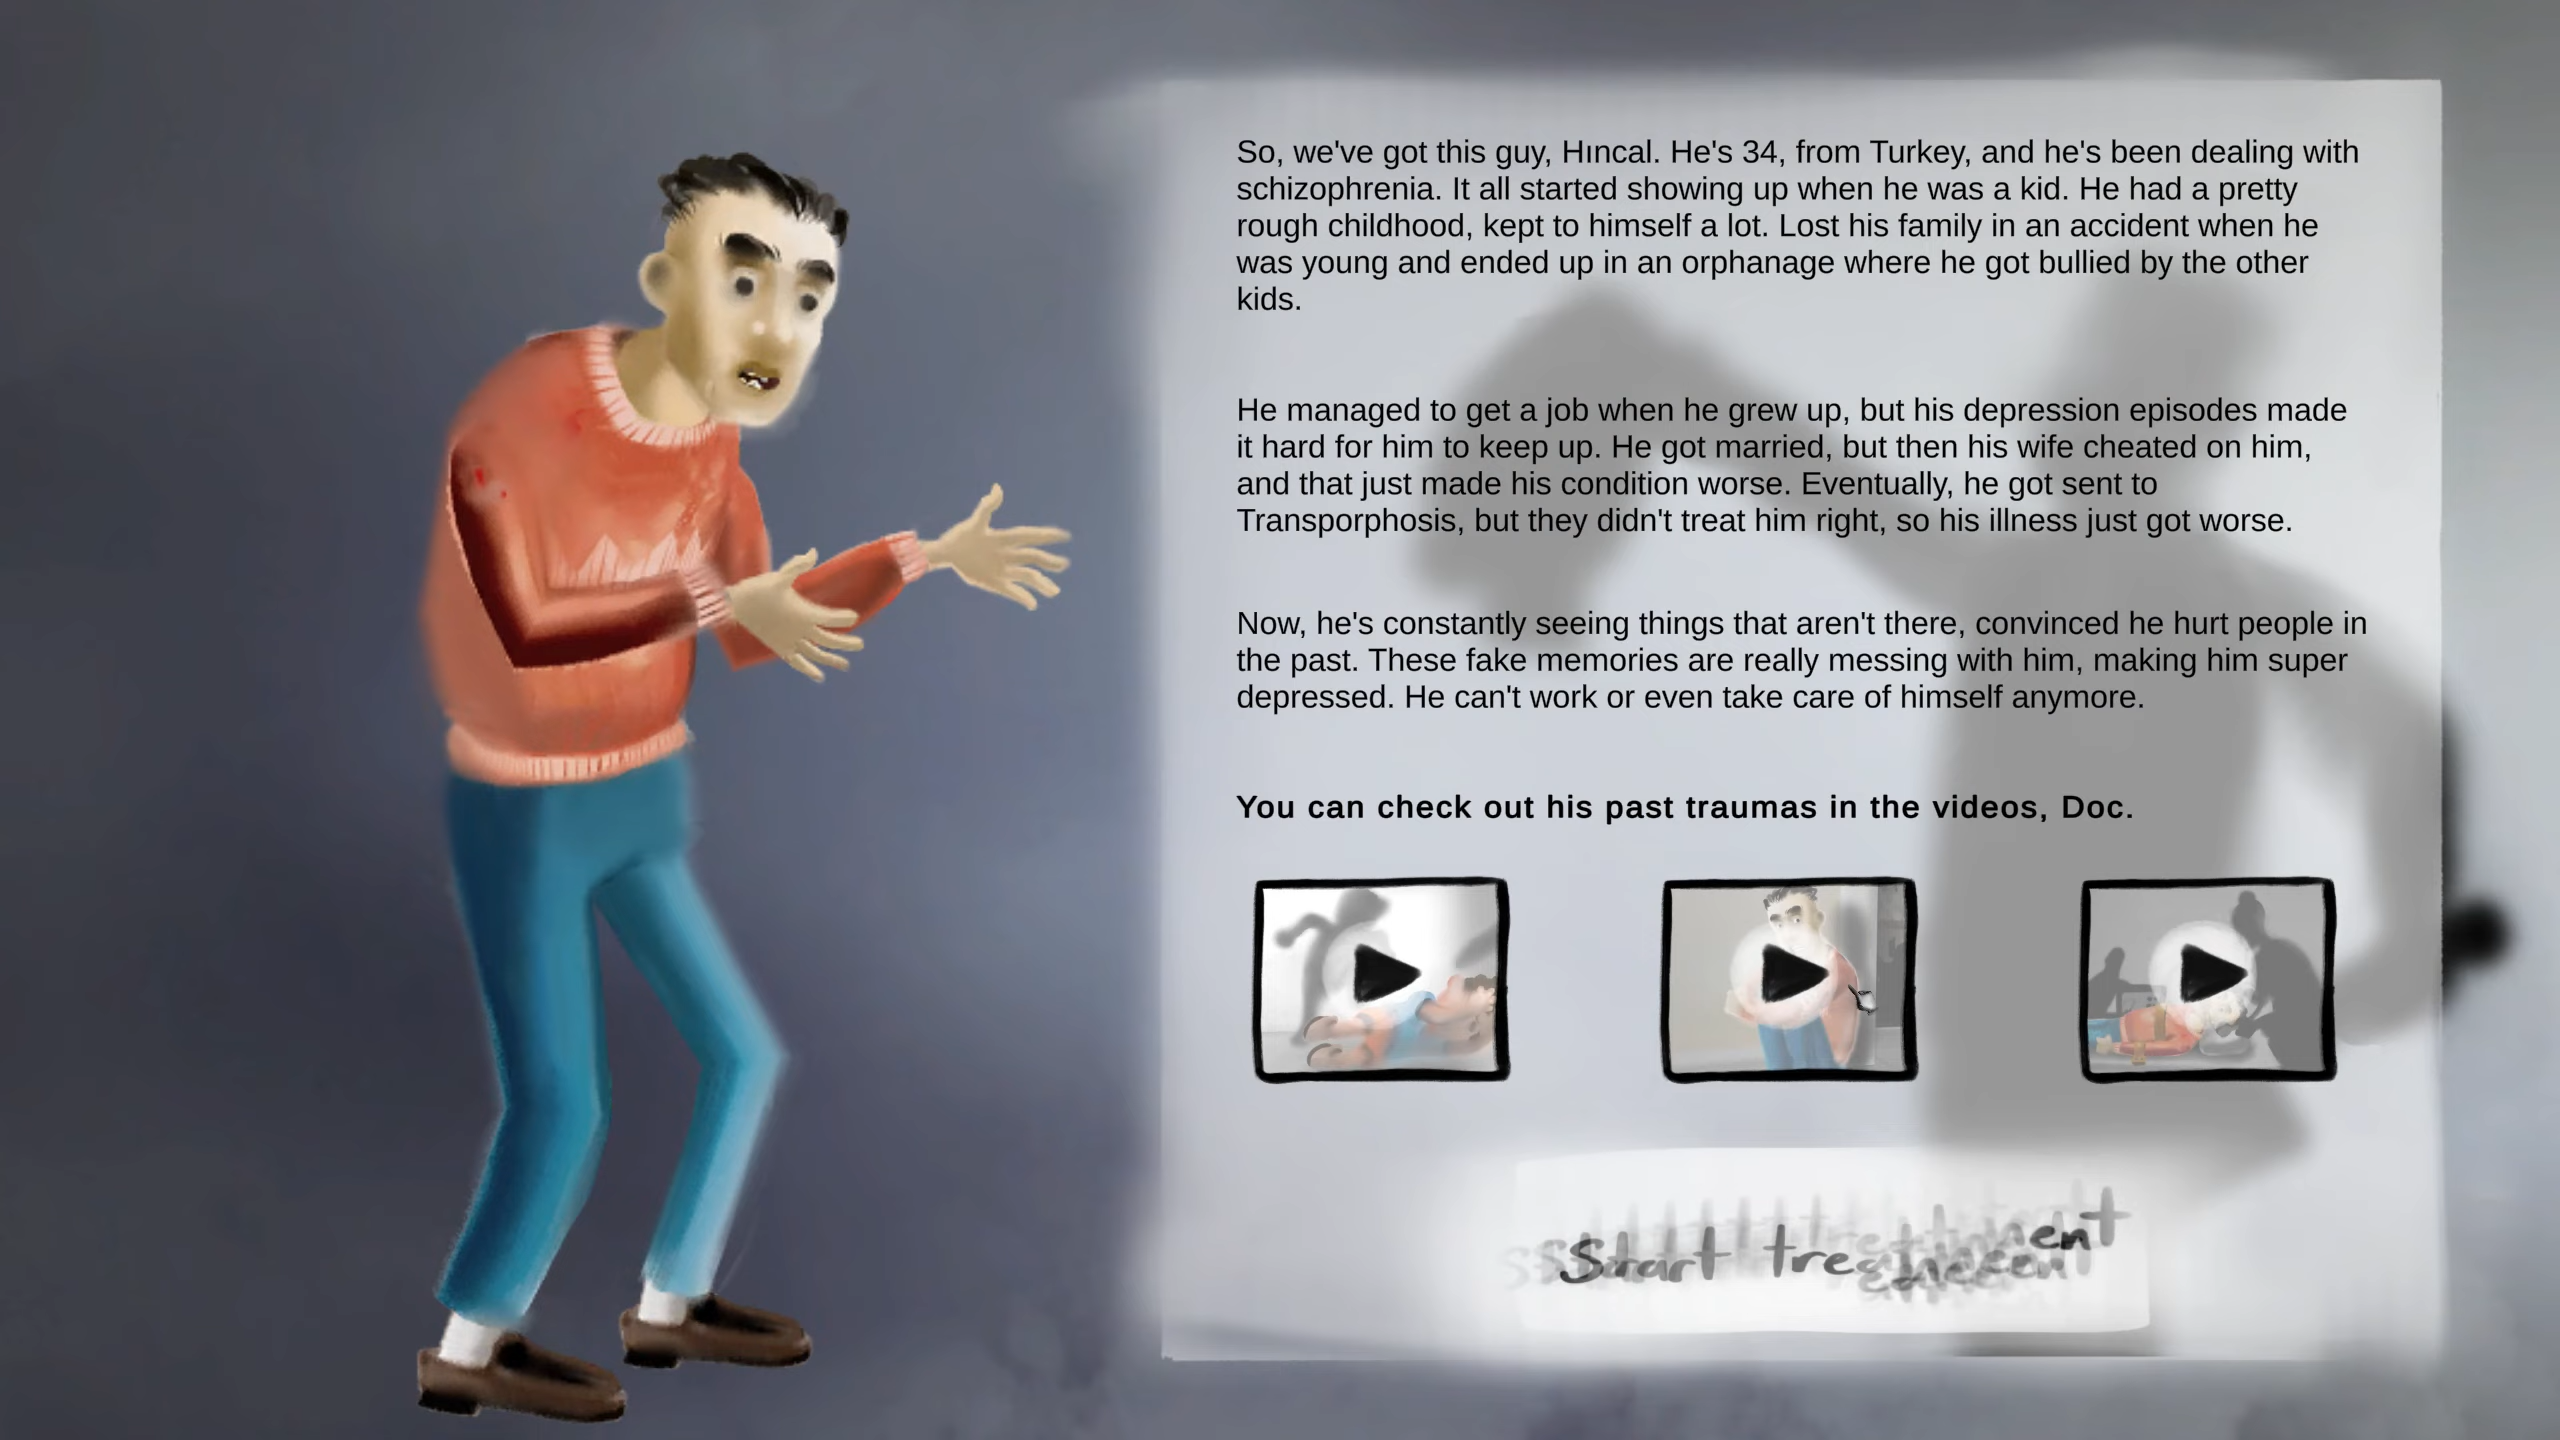 So, we've got this guy, Hıncal. He's 34, from Turkey, and he's been dealing with
schizophrenia. It all started showing up when he was a kid. He had a pretty
rough childhood, kept to himself a lot. Lost his family in an accident when he
was young and ended up in an orphanage where he got bullied by the other
kids.
He managed to get a job when he grew up, but his depression episodes made
it hard for him to keep up. He got married, but then his wife cheated on him,
and that just made his condition worse. Eventually, he got sent to
Transporphosis, but they didn't treat him right, so his illness just got worse.
Now, he's constantly seeing things that aren't there, convinced he hurt people in
the past. These fake memories are really messing with him, making him super
depressed. He can't work or even take care of himself anymore.
You can check out his past traumas in the videos, Doc.
Start treatment